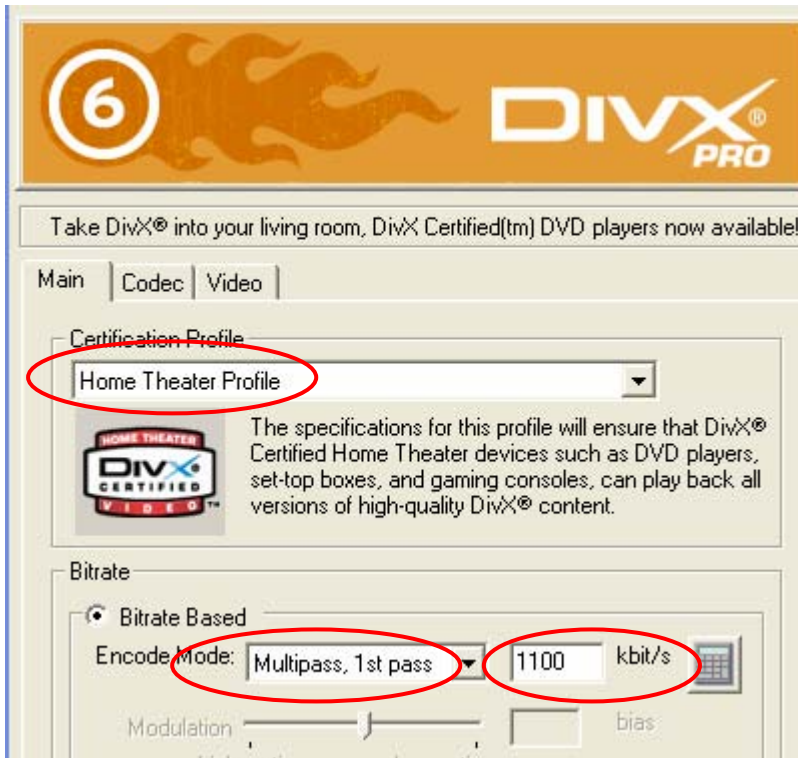 6
DIVX®
PRO
Take DivX® into your living room, DivX Certified(tm) DVD players now available!
Main Codec Video
Certification Profile
Home Theater Profile
HOME THEATER
DIVX
CERTIFIED
VIDEO™
The specifications for this profile will ensure that DivX®
Certified Home Theater devices such as DVD players,
set-top boxes, and gaming consoles, can play back all
versions of high-quality DivX® content.
Bitrate
Bitrate Based
Encode Mode: Multipass, 1st pass 1100 kbit/s
Modulation bias